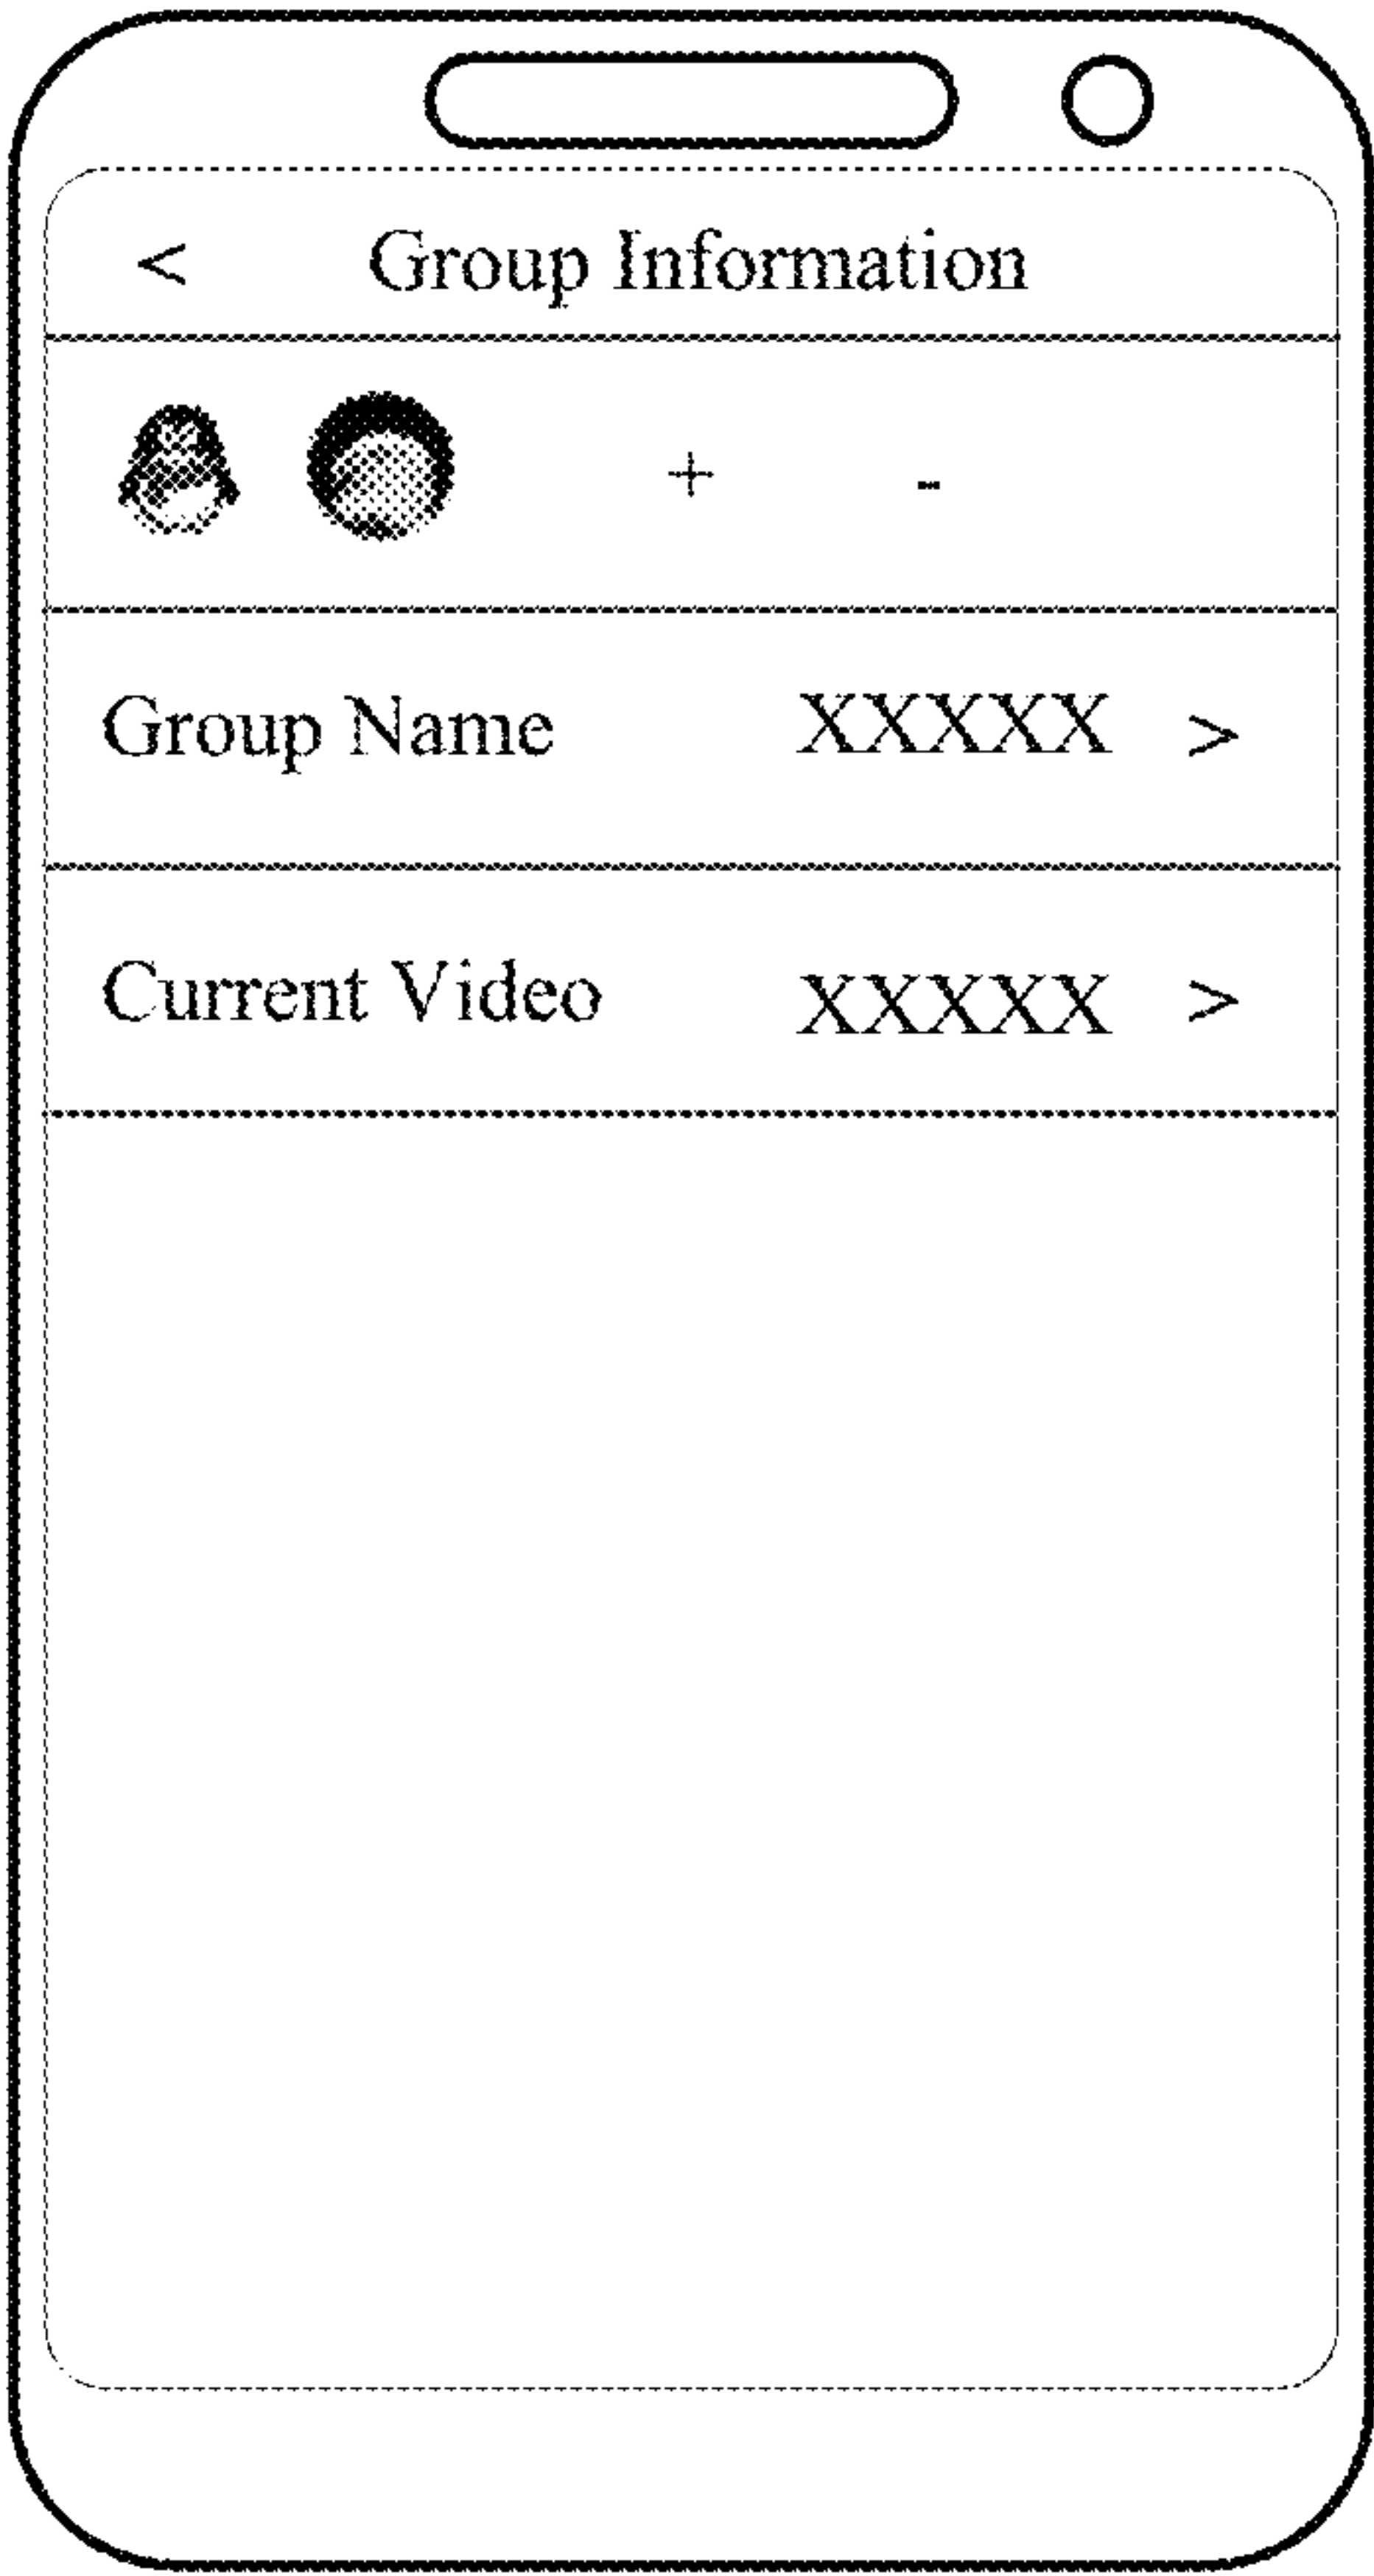 < Group Information
+ -
Group Name XXXXX >
Current Video XXXXX >